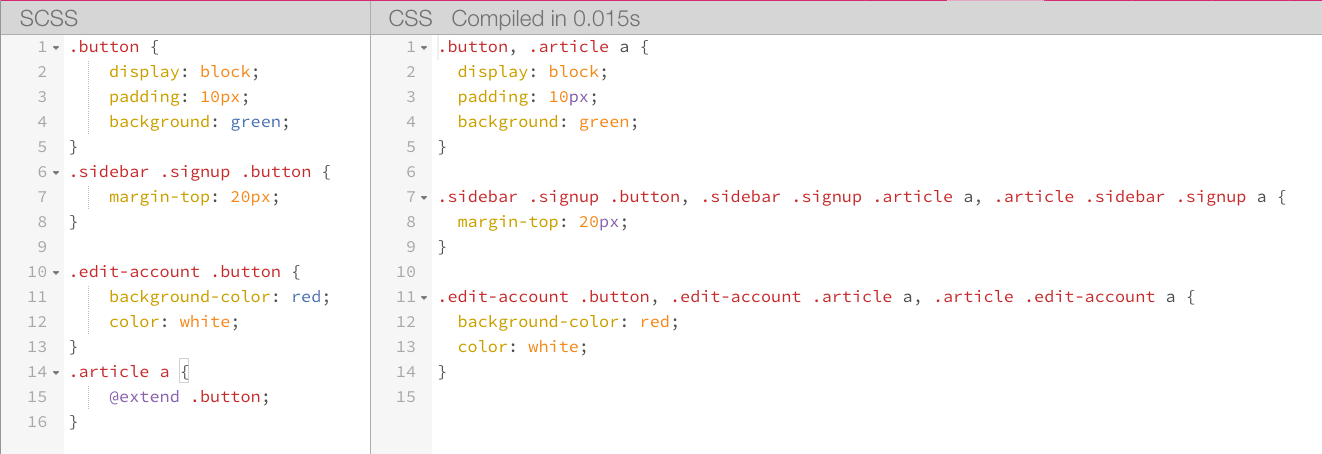 SCSS
1 .button {
2 display: block;
3 padding: 10px;
4 background: green;
5 }
6 .sidebar .signup .button {
7 margin-top: 20px;
8 }
9
10 .edit-account .button {
11 background-color: red;
12 color: white;
13 }
14 .article a {
15 @extend .button;
16 }
CSS Compiled in 0.015s
1 .button, .article a {
2 display: block;
3 padding: 10px;
4 background: green;
5 }
6
7 .sidebar .signup .button, .sidebar .signup .article a, .article .sidebar .signup a {
8 margin-top: 20px;
9 }
10
11 .edit-account .button, .edit-account .article a, .article .edit-account a {
12 background-color: red;
13 color: white;
14 }
15